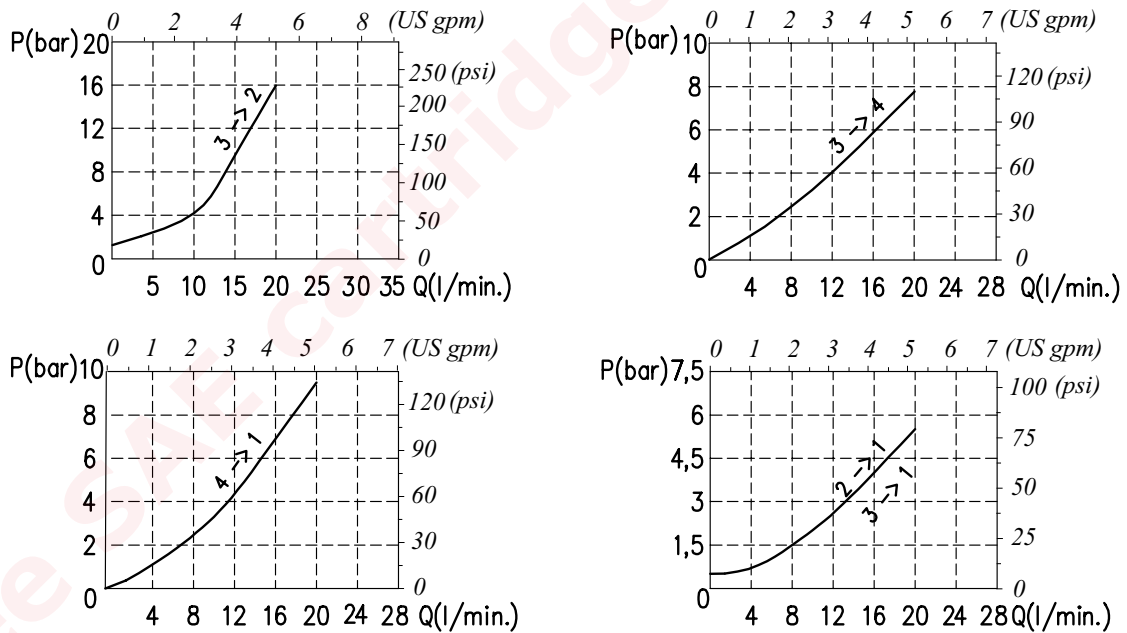 0 2 4 6 8 (US gpm)
P(bar) 20
16
12
8
4
0
250 (psi)
200
150
100
50
0
3 -> 2
5 10 15 20 25 30 35 Q(l/min.)
0 1 2 3 4 5 6 7 (US gpm)
P(bar) 10
8
6
4
2
0
120 (psi)
90
60
30
0
3 -> 4
4 8 12 16 20 24 28 Q(l/min.)
0 1 2 3 4 5 6 7 (US gpm)
P(bar) 10
8
6
4
2
0
120 (psi)
90
60
30
0
4 -> 1
4 8 12 16 20 24 28 Q(l/min.)
0 1 2 3 4 5 6 7 (US gpm)
P(bar) 7,5
6
4,5
3
1,5
0
100 (psi)
75
50
25
0
2 -> 1
3 -> 1
4 8 12 16 20 24 28 Q(l/min.)
e SAE cartridge